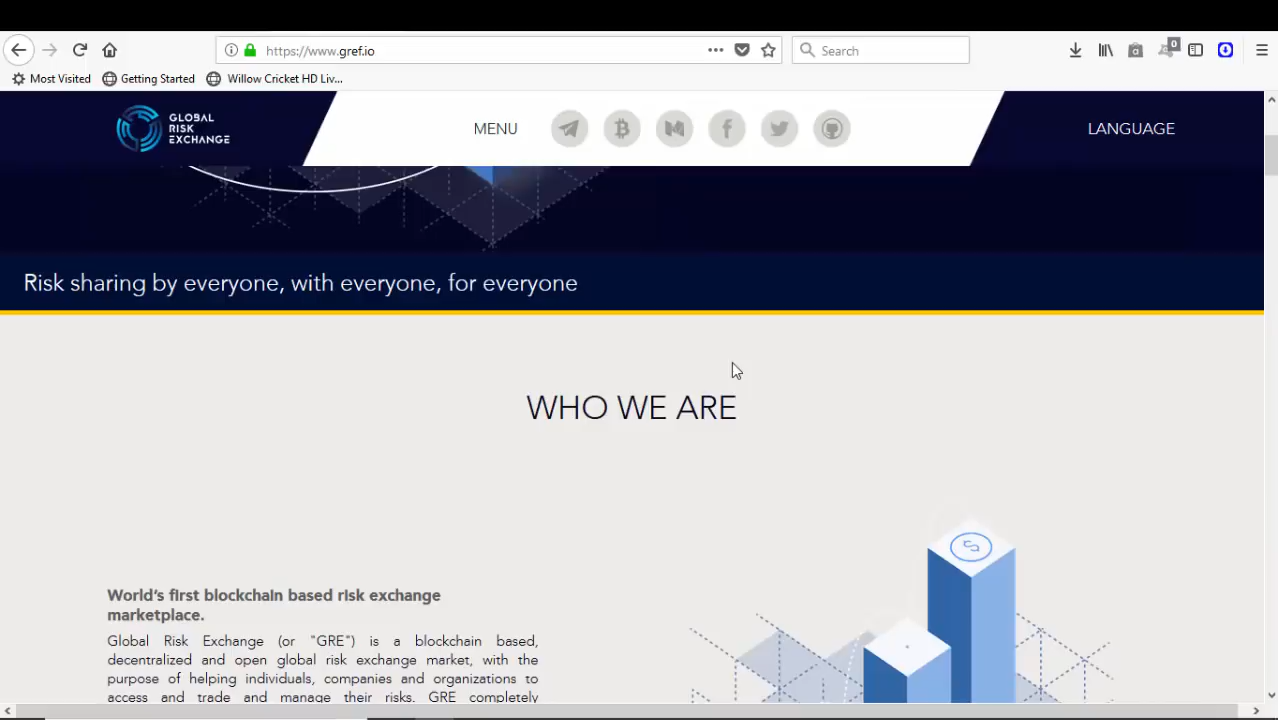 https://www.gref.io
Search
0
Most Visited
Getting Started
Willow Cricket HD Liv...
GLOBAL
RISK
EXCHANGE
MENU
LANGUAGE
Risk sharing by everyone, with everyone, for everyone
WHO WE ARE
World's first blockchain based risk exchange
marketplace.
Global Risk Exchange (or "GRE") is a blockchain based,
decentralized and open global risk exchange market, with the
purpose of helping individuals, companies and organizations to
access and trade and manage their risks. GRE completely